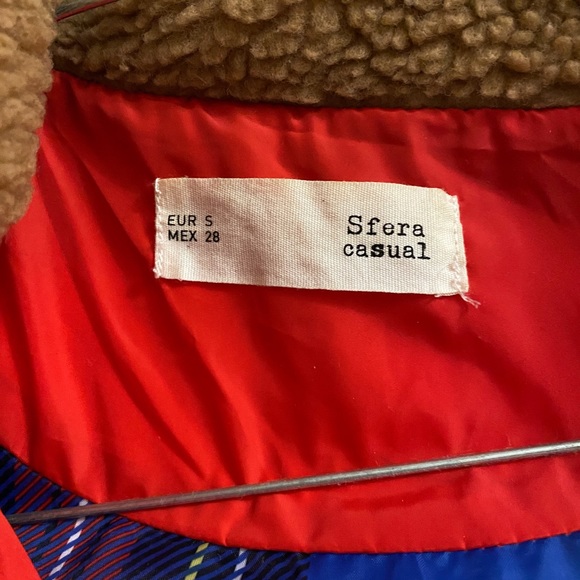 EUR S
MEX 28
Sfera
casual